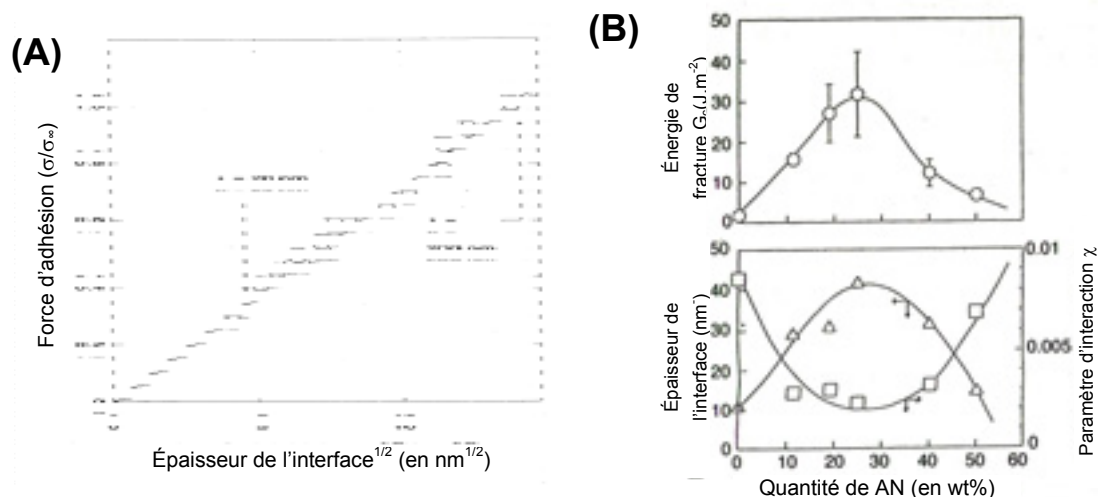 (A)
Force d'adhésion (σ/σ∞)
Épaisseur de l'interface1/2 (en nm1/2)
(B)
Énergie de
fracture Gc(J.m-2)
50
40
30
20
10
0
Épaisseur de
l'interface (nm)
50
40
30
20
10
0
0.01
0.005
0
Paramètre d'interaction χ
0 10 20 30 40 50 60
Quantité de AN (en wt%)